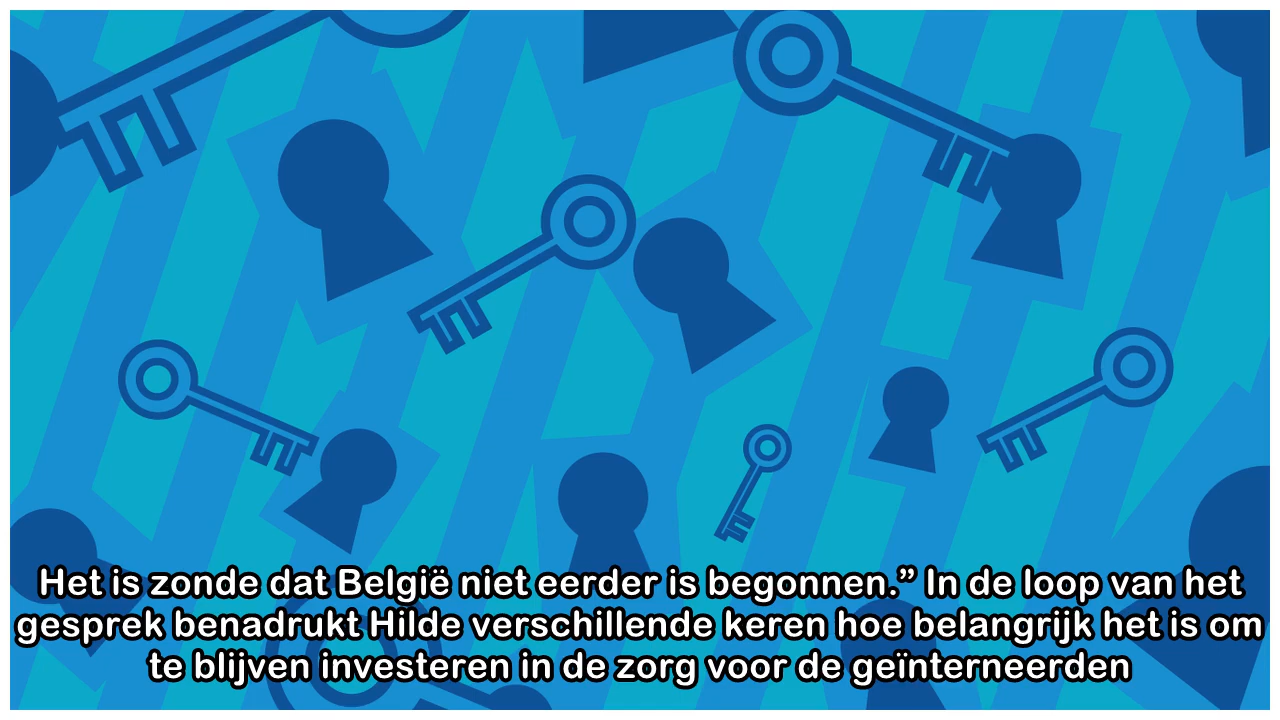 Het is zonde dat België niet eerder is begonnen.” In de loop van het
gesprek benadrukt Hilde verschillende keren hoe belangrijk het is om
te blijven investeren in de zorg voor de geïnterneerden